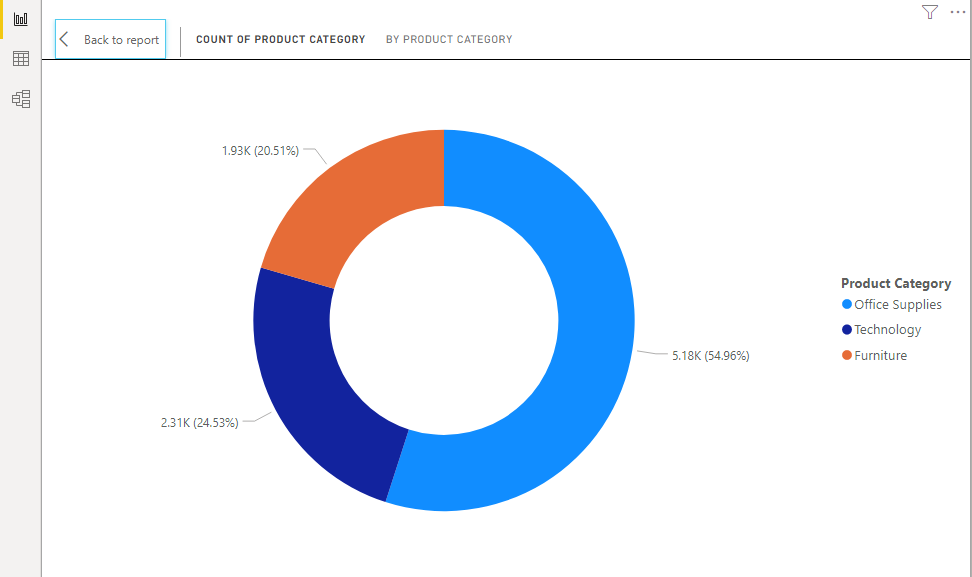 Back to report
COUNT OF PRODUCT CATEGORY
BY PRODUCT CATEGORY
1.93K (20.51%)
Product Category
Office Supplies
Technology
Furniture
5.18K (54.96%)
2.31K (24.53%)